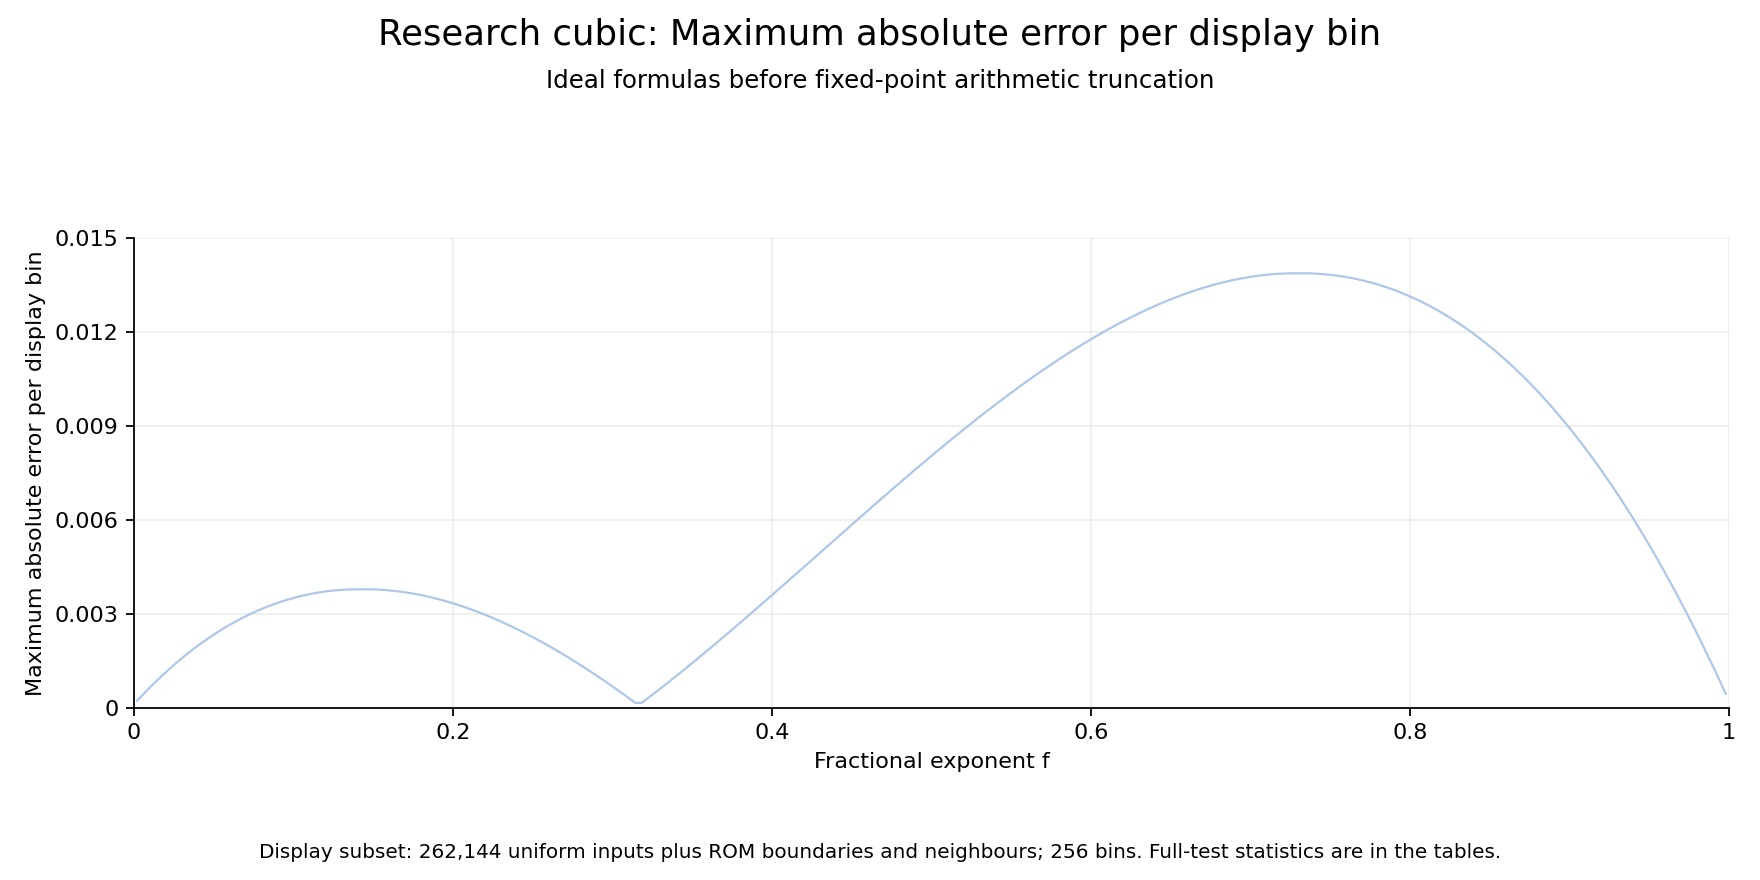 Research cubic: Maximum absolute error per display bin
Ideal formulas before fixed-point arithmetic truncation
Maximum absolute error per display bin
0.015
0.012
0.009
0.006
0.003
0
0 0.2 0.4 0.6 0.8 1
Fractional exponent f
Display subset: 262,144 uniform inputs plus ROM boundaries and neighbours; 256 bins. Full-test statistics are in the tables.